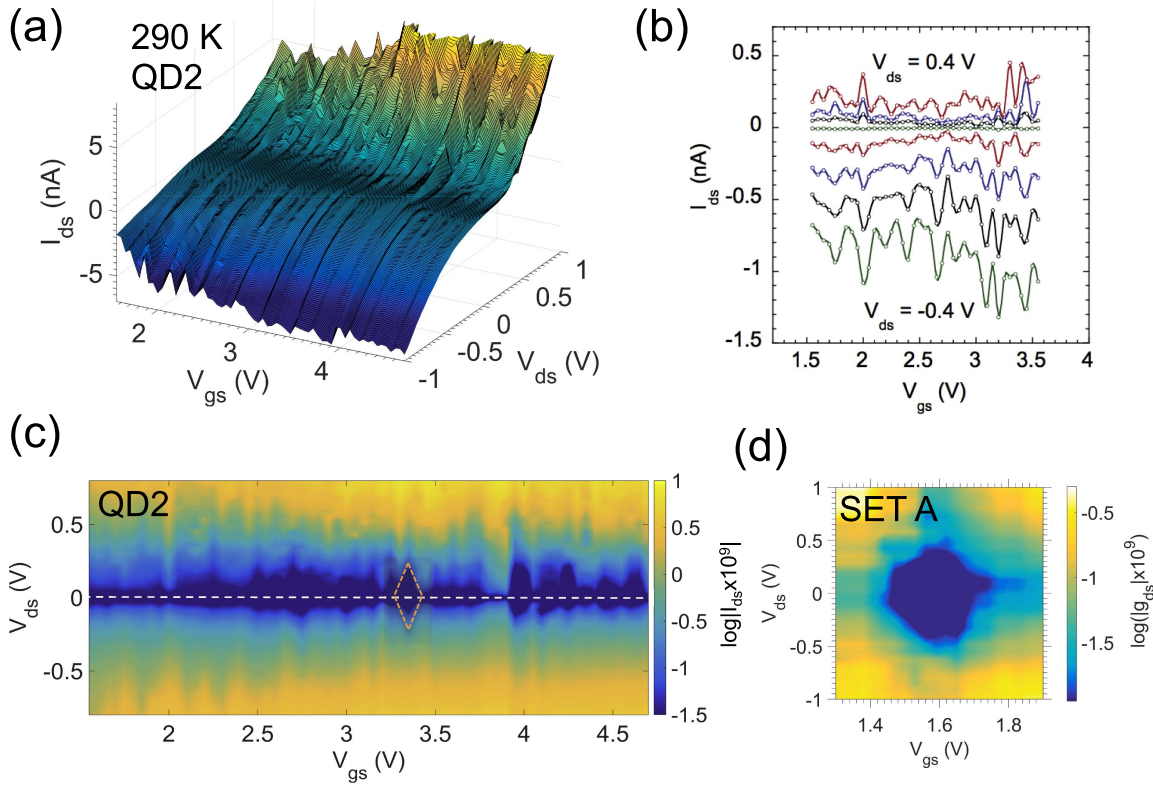 (a)
290 K
QD2
I_ds (nA)
5
0
-5
2
3
4
V_gs (V)
-1
-0.5
0
0.5
1
V_ds (V)
(b)
V_ds = 0.4 V
V_ds = -0.4 V
I_ds (nA)
0.5
0
-0.5
-1
-1.5
1.5
2
2.5
3
3.5
4
V_gs (V)
(c)
QD2
V_ds (V)
0.5
0
-0.5
2
2.5
3
3.5
4
4.5
V_gs (V)
1
0.5
0
-0.5
-1
-1.5
log|I_ds x10^9|
(d)
SET A
V_ds (V)
1
0.5
0
-0.5
-1
1.4
1.6
1.8
V_gs (V)
-0.5
-1
-1.5
log(|g_ds|x10^9)